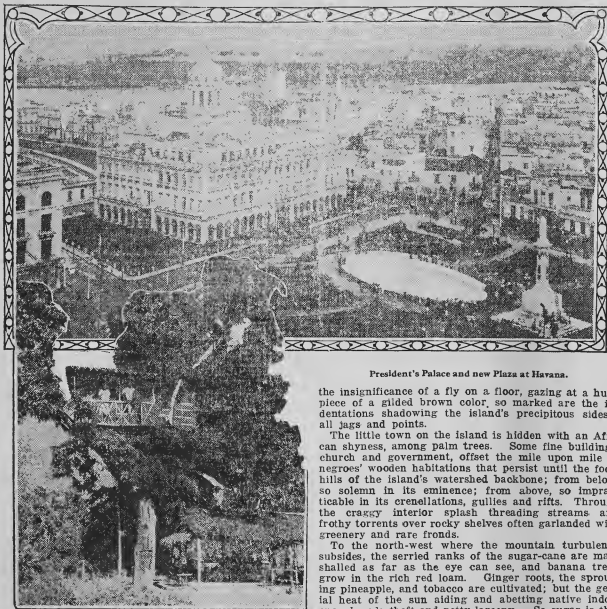 President's Palace and new Plaza at Havana.
the insignificance of a fly on a floor, gazing at a hu
piece of a gilded brown color, so marked are the i
dentations shadowing the island's precipitous sides
all jags and points.
The little town on the island is hidden with an Af
can shyness, among palm trees. Some fine building
church and government, offset the mile upon mile
negroes' wooden habitations that persist until the foo
hills of the island's watershed backbone; from belo
so solemn in its eminence; from above, so impra
ticable in its crenellations, gullies and rifts. Throu
the craggy interior splash threading streams a
frothy torrents over rocky shelves often garlanded wi
greenery and rare fronds.
To the north-west where the mountain turbulen
subsides, the serried ranks of the sugar-cane are ma
shalled as far as the eye can see, and banana tre
grow in the rich red loam. Ginger roots, the sprou
ing pineapple, and tobacco are cultivated; but the ge
ial heat of the sun aiding and abetting native indo